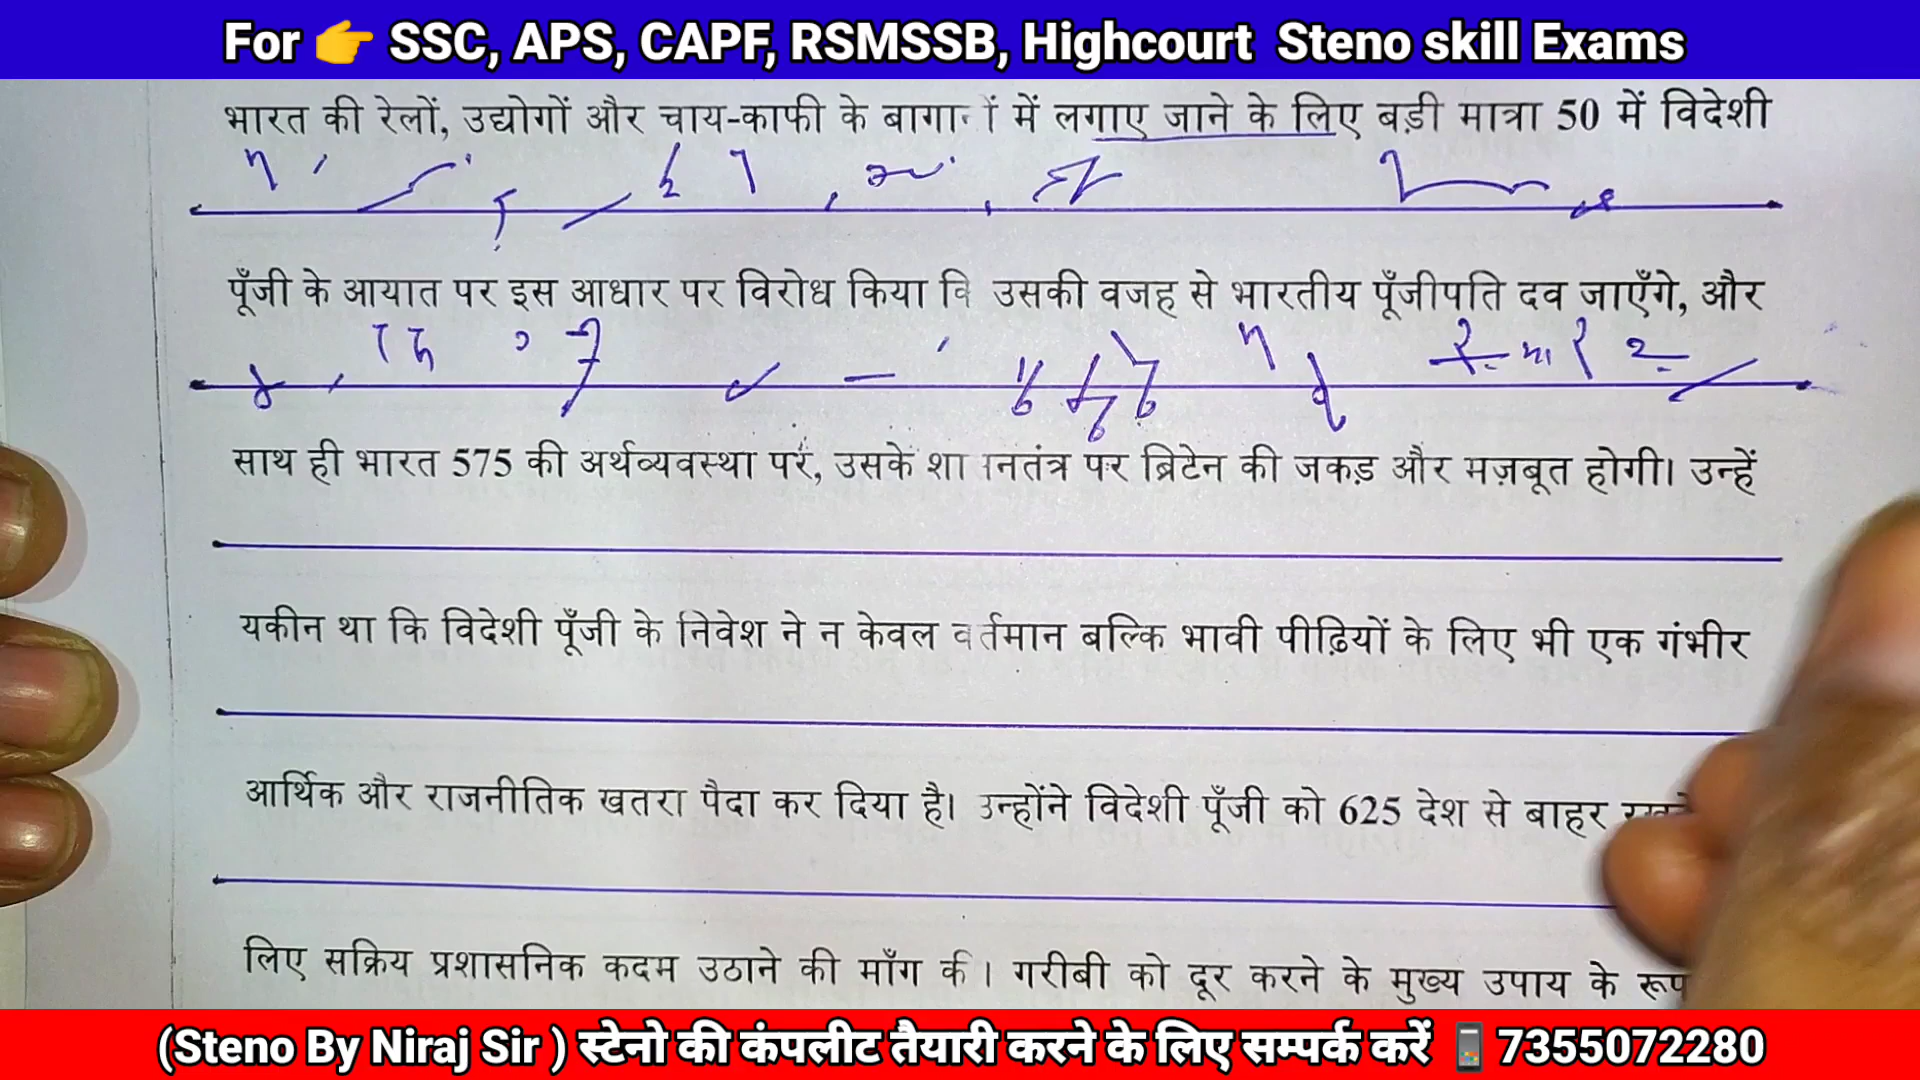 For 👉 SSC, APS, CAPF, RSMSSB, Highcourt Steno skill Exams
भारत की रेलों, उद्योगों और चाय-काफी के बागानों में लगाए जाने के लिए बड़ी मात्रा 50 में विदेशी
पूँजी के आयात पर इस आधार पर विरोध किया कि उसकी वजह से भारतीय पूँजीपति दव जाएँगे, और
साथ ही भारत 575 की अर्थव्यवस्था पर, उसके शासनतंत्र पर ब्रिटेन की जकड़ और मज़बूत होगी। उन्हें
यकीन था कि विदेशी पूँजी के निवेश ने न केवल वर्तमान बल्कि भावी पीढ़ियों के लिए भी एक गंभीर
आर्थिक और राजनीतिक खतरा पैदा कर दिया है। उन्होंने विदेशी पूँजी को 625 देश से बाहर
लिए सक्रिय प्रशासनिक कदम उठाने की माँग की। गरीबी को दूर करने के मुख्य उपाय के रूप
(Steno By Niraj Sir ) स्टेनो की कंपलीट तैयारी करने के लिए सम्पर्क करें 📱7355072280